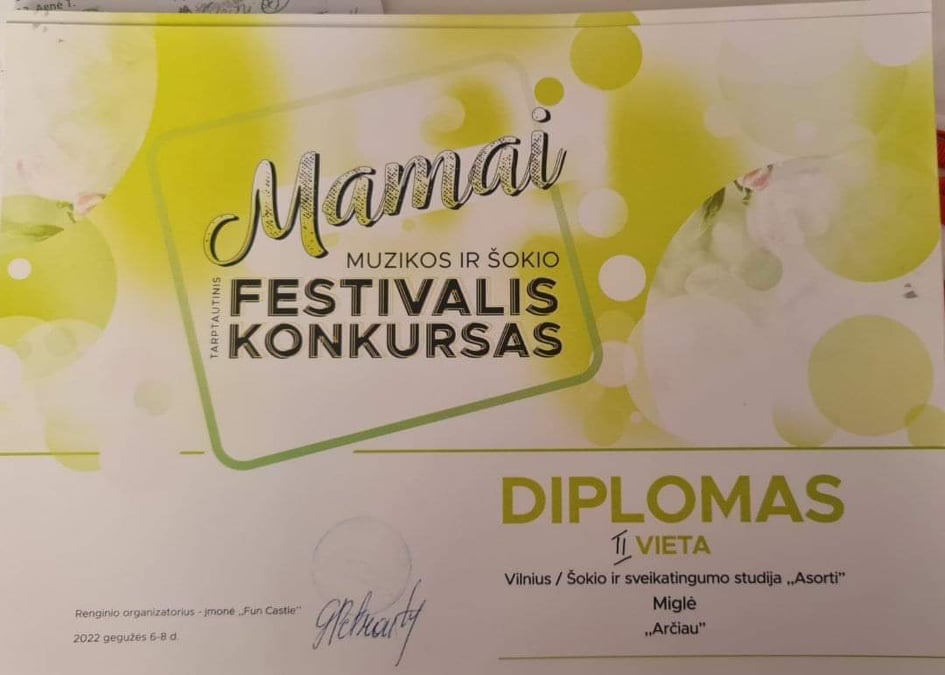 Agnė T.
Mamai
MUZIKOS IR ŠOKIO
TARPTAUTINIS
FESTIVALIS
KONKURSAS
DIPLOMAS
II VIETA
Vilnius / Šokio ir sveikatingumo studija „Asorti”
Miglė
„Arčiau”
Renginio organizatorius - įmonė „Fun Castle”
2022 gegužės 6-8 d.